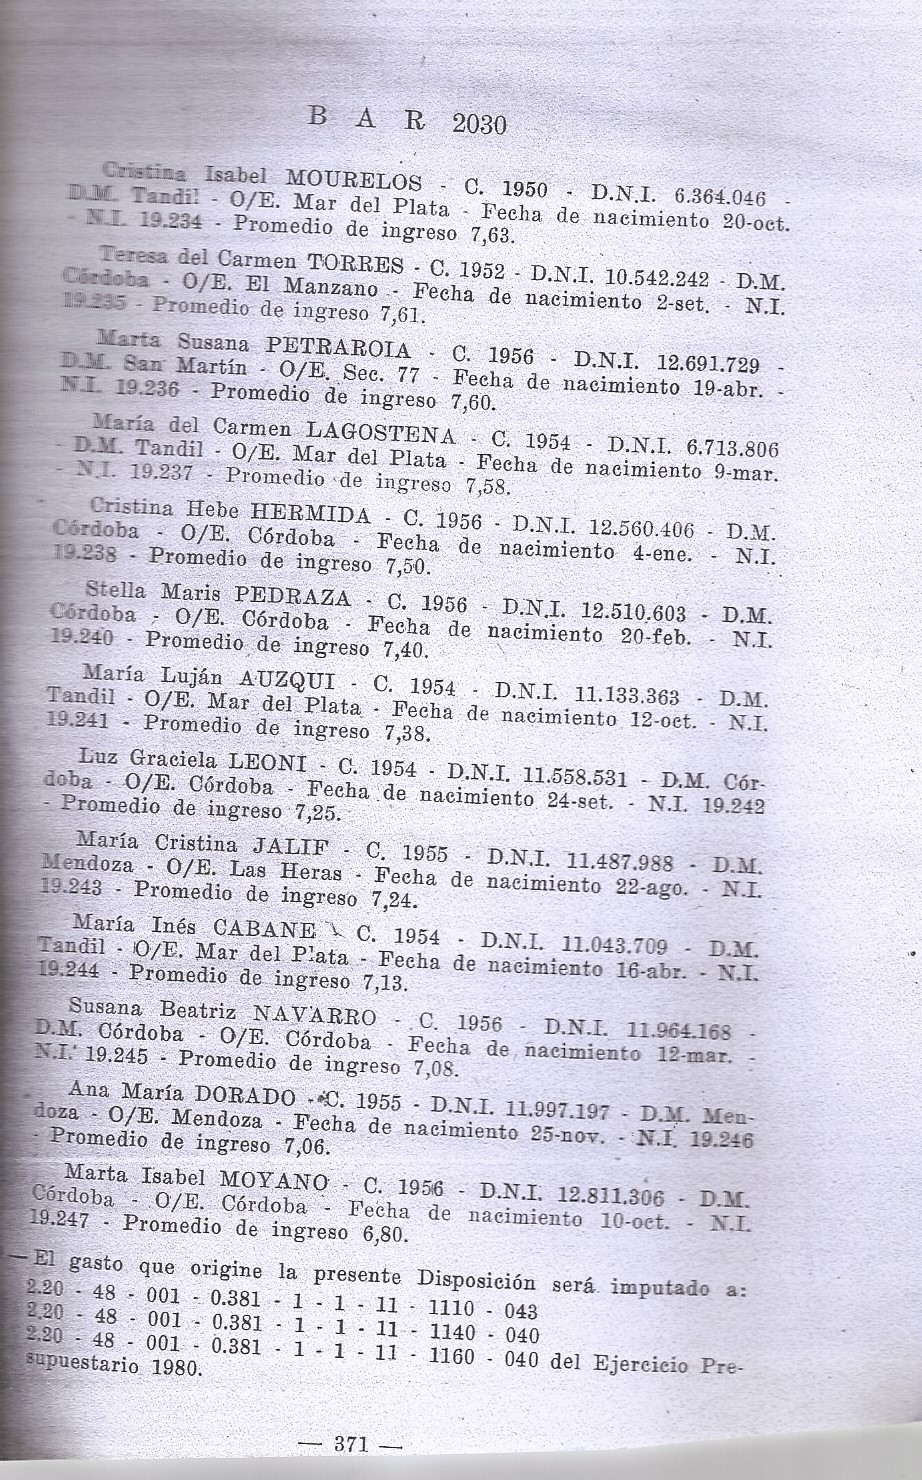 B A R 2030
Cristina Isabel MOURELOS - C. 1950 - D.N.I. 6.364.046 -
D.M. Tandil - O/E. Mar del Plata - Fecha de nacimiento 20-oct.
- N.I. 19.234 - Promedio de ingreso 7,63.
Teresa del Carmen TORRES - C. 1952 - D.N.I. 10.542.242 - D.M.
Córdoba - O/E. El Manzano - Fecha de nacimiento 2-set. - N.I.
19.235 - Promedio de ingreso 7,61.
Marta Susana PETRAROIA - C. 1956 - D.N.I. 12.691.729 -
D.M. San Martín - O/E. Sec. 77 - Fecha de nacimiento 19-abr. -
N.I. 19.236 - Promedio de ingreso 7,60.
María del Carmen LAGOSTENA - C. 1954 - D.N.I. 6.713.806
- D.M. Tandil - O/E. Mar del Plata - Fecha de nacimiento 9-mar.
- N.I. 19.237 - Promedio de ingreso 7,58.
Cristina Hebe HERMIDA - C. 1956 - D.N.I. 12.560.406 - D.M.
Córdoba - O/E. Córdoba - Fecha de nacimiento 4-ene. - N.I.
19.238 - Promedio de ingreso 7,50.
Stella Maris PEDRAZA - C. 1956 - D.N.I. 12.510.603 - D.M.
Córdoba - O/E. Córdoba - Fecha de nacimiento 20-feb. - N.I.
19.240 - Promedio de ingreso 7,40.
María Luján AUZQUI - C. 1954 - D.N.I. 11.133.363 - D.M.
Tandil - O/E. Mar del Plata - Fecha de nacimiento 12-oct. - N.I.
19.241 - Promedio de ingreso 7,38.
Luz Graciela LEONI - C. 1954 - D.N.I. 11.558.531 - D.M. Cór-
doba - O/E. Córdoba - Fecha de nacimiento 24-set. - N.I. 19.242
- Promedio de ingreso 7,25.
María Cristina JALIF - C. 1955 - D.N.I. 11.487.988 - D.M.
Mendoza - O/E. Las Heras - Fecha de nacimiento 22-ago. - N.I.
19.243 - Promedio de ingreso 7,24.
María Inés CABANE - C. 1954 - D.N.I. 11.043.709 - D.M.
Tandil - O/E. Mar del Plata - Fecha de nacimiento 16-abr. - N.I.
19.244 - Promedio de ingreso 7,13.
Susana Beatriz NAVARRO - C. 1956 - D.N.I. 11.964.168 -
D.M. Córdoba - O/E. Córdoba - Fecha de nacimiento 12-mar. -
N.I. 19.245 - Promedio de ingreso 7,08.
Ana María DORADO - C. 1955 - D.N.I. 11.997.197 - D.M. Men-
doza - O/E. Mendoza - Fecha de nacimiento 25-nov. - N.I. 19.246
- Promedio de ingreso 7,06.
Marta Isabel MOYANO - C. 1956 - D.N.I. 12.811.306 - D.M.
Córdoba - O/E. Córdoba - Fecha de nacimiento 10-oct. - N.I.
19.247 - Promedio de ingreso 6,80.
— El gasto que origine la presente Disposición será imputado a:
2.20 - 48 - 001 - 0.381 - 1 - 1 - 11 - 1110 - 043
2.20 - 48 - 001 - 0.381 - 1 - 1 - 11 - 1140 - 040
2.20 - 48 - 001 - 0.381 - 1 - 1 - 11 - 1160 - 040 del Ejercicio Pre-
supuestario 1980.
— 371 —